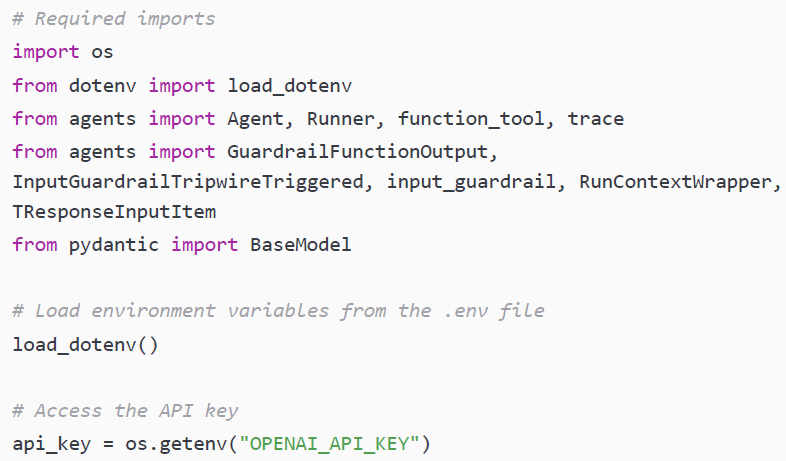 # Required imports
import os
from dotenv import load_dotenv
from agents import Agent, Runner, function_tool, trace
from agents import GuardrailFunctionOutput,
InputGuardrailTripwireTriggered, input_guardrail, RunContextWrapper,
TResponseInputItem
from pydantic import BaseModel
# Load environment variables from the .env file
load_dotenv()
# Access the API key
api_key = os.getenv("OPENAI_API_KEY")